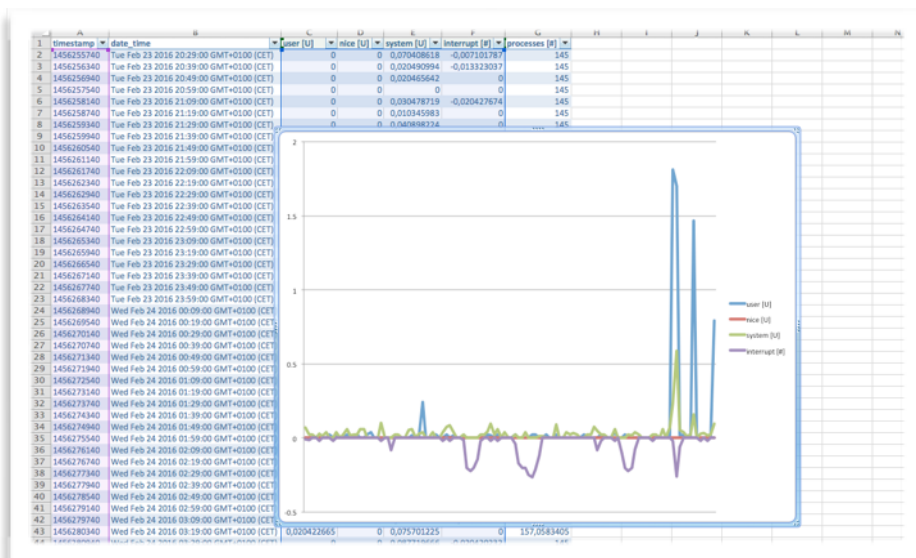 A B C D E F G H I J K L M N
1 timestamp date_time user [U] nice [U] system [U] interrupt [#] processes [#]
2 1456255740 Tue Feb 23 2016 20:29:00 GMT+0100 (CET) 0 0 0,070408618 -0,007101787 145
3 1456256340 Tue Feb 23 2016 20:39:00 GMT+0100 (CET) 0 0 0,020490994 -0,013323037 145
4 1456256940 Tue Feb 23 2016 20:49:00 GMT+0100 (CET) 0 0 0,020465642 0 145
5 1456257540 Tue Feb 23 2016 20:59:00 GMT+0100 (CET) 0 0 0 0 145
6 1456258140 Tue Feb 23 2016 21:09:00 GMT+0100 (CET) 0 0 0,030478719 -0,020427674 145
7 1456258740 Tue Feb 23 2016 21:19:00 GMT+0100 (CET) 0 0 0,010345983 0 145
8 1456259340 Tue Feb 23 2016 21:29:00 GMT+0100 (CET) 0 0 0,040898224 0 145
9 1456259940 Tue Feb 23 2016 21:39:00 GMT+0100 (CET)
10 1456260540 Tue Feb 23 2016 21:49:00 GMT+0100 (CET)
11 1456261140 Tue Feb 23 2016 21:59:00 GMT+0100 (CET)
12 1456261740 Tue Feb 23 2016 22:09:00 GMT+0100 (CET)
13 1456262340 Tue Feb 23 2016 22:19:00 GMT+0100 (CET)
14 1456262940 Tue Feb 23 2016 22:29:00 GMT+0100 (CET)
15 1456263540 Tue Feb 23 2016 22:39:00 GMT+0100 (CET)
16 1456264140 Tue Feb 23 2016 22:49:00 GMT+0100 (CET)
17 1456264740 Tue Feb 23 2016 22:59:00 GMT+0100 (CET)
18 1456265340 Tue Feb 23 2016 23:09:00 GMT+0100 (CET)
19 1456265940 Tue Feb 23 2016 23:19:00 GMT+0100 (CET)
20 1456266540 Tue Feb 23 2016 23:29:00 GMT+0100 (CET)
21 1456267140 Tue Feb 23 2016 23:39:00 GMT+0100 (CET)
22 1456267740 Tue Feb 23 2016 23:49:00 GMT+0100 (CET)
23 1456268340 Tue Feb 23 2016 23:59:00 GMT+0100 (CET)
24 1456268940 Wed Feb 24 2016 00:09:00 GMT+0100 (CET
25 1456269540 Wed Feb 24 2016 00:19:00 GMT+0100 (CET
26 1456270140 Wed Feb 24 2016 00:29:00 GMT+0100 (CET
27 1456270740 Wed Feb 24 2016 00:39:00 GMT+0100 (CET
28 1456271340 Wed Feb 24 2016 00:49:00 GMT+0100 (CET
29 1456271940 Wed Feb 24 2016 00:59:00 GMT+0100 (CET
30 1456272540 Wed Feb 24 2016 01:09:00 GMT+0100 (CET
31 1456273140 Wed Feb 24 2016 01:19:00 GMT+0100 (CET
32 1456273740 Wed Feb 24 2016 01:29:00 GMT+0100 (CET
33 1456274340 Wed Feb 24 2016 01:39:00 GMT+0100 (CET
34 1456274940 Wed Feb 24 2016 01:49:00 GMT+0100 (CET
35 1456275540 Wed Feb 24 2016 01:59:00 GMT+0100 (CET
36 1456276140 Wed Feb 24 2016 02:09:00 GMT+0100 (CET
37 1456276740 Wed Feb 24 2016 02:19:00 GMT+0100 (CET
38 1456277340 Wed Feb 24 2016 02:29:00 GMT+0100 (CET
39 1456277940 Wed Feb 24 2016 02:39:00 GMT+0100 (CET
40 1456278540 Wed Feb 24 2016 02:49:00 GMT+0100 (CET
41 1456279140 Wed Feb 24 2016 02:59:00 GMT+0100 (CET
42 1456279740 Wed Feb 24 2016 03:09:00 GMT+0100 (CET
43 1456280340 Wed Feb 24 2016 03:19:00 GMT+0100 (CET) 0,020422665 0 0,075701225 0 157,0583405
2
1.5
1
0.5
0
-0.5
user [U]
nice [U]
system [U]
interrupt [#]